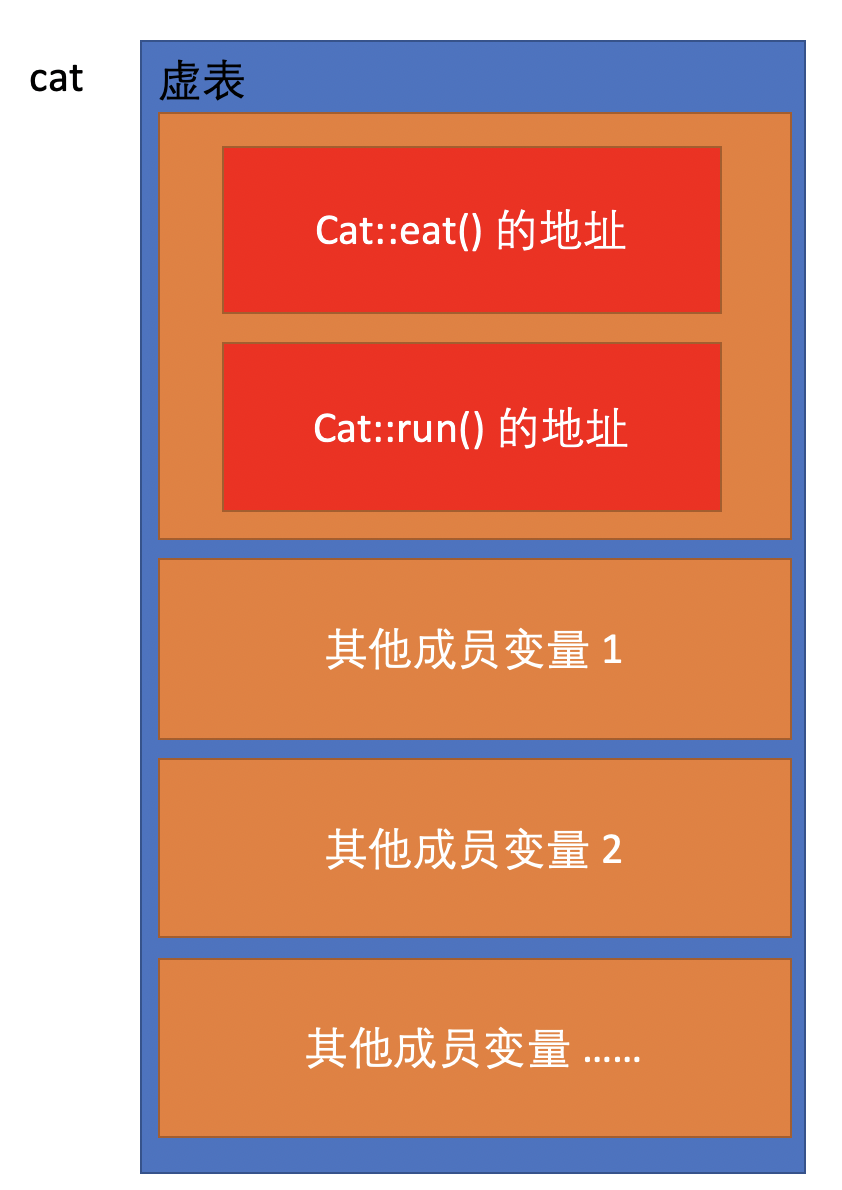 cat
虚表
Cat::eat() 的地址
Cat::run() 的地址
其他成员变量 1
其他成员变量 2
其他成员变量 ......